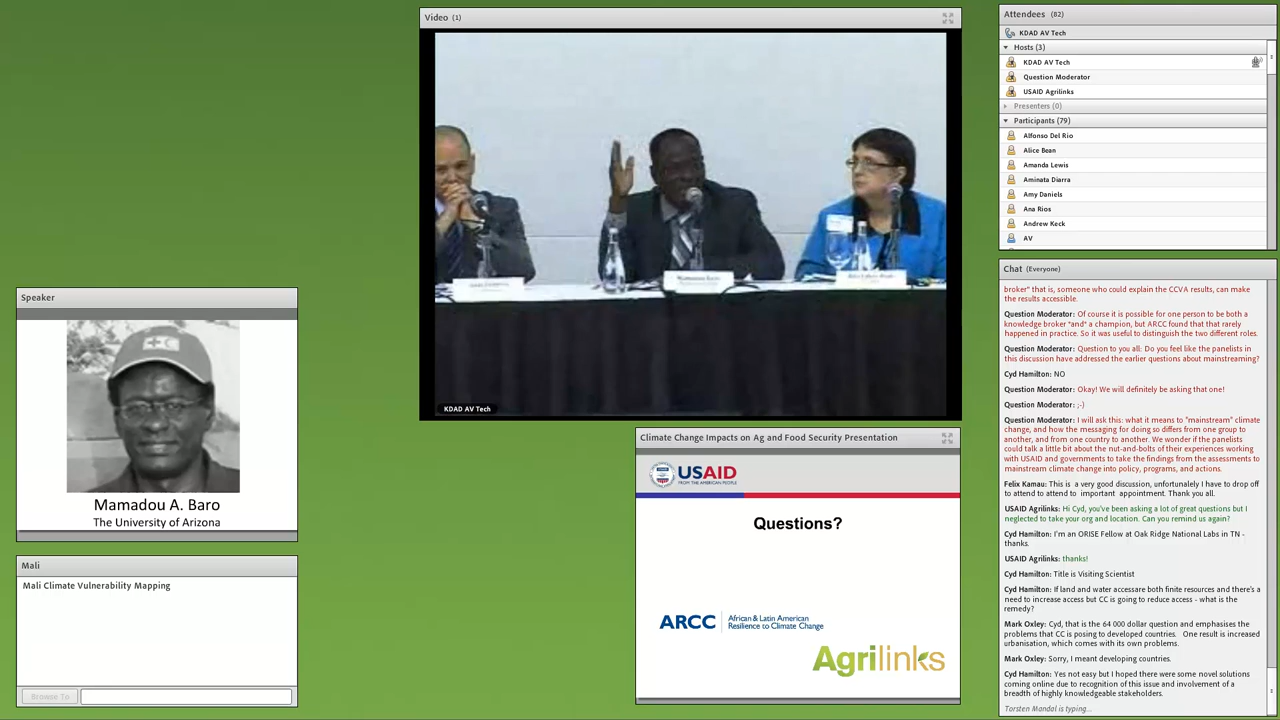 Video (1)
KDAD AV Tech
Speaker
Mamadou A. Baro
The University of Arizona
Mali
Mali Climate Vulnerability Mapping
Browse To
Climate Change Impacts on Ag and Food Security Presentation
USAID
FROM THE AMERICAN PEOPLE
Questions?
ARCC
African & Latin American
Resilience to Climate Change
Agrilinks
Attendees (82)
KDAD AV Tech
Hosts (3)
KDAD AV Tech
Question Moderator
USAID Agrilinks
Presenters (0)
Participants (79)
Alfonso Del Rio
Alice Bean
Amanda Lewis
Aminata Diarra
Amy Daniels
Ana Rios
Andrew Keck
AV
Chat (Everyone)
broker" that is, someone who could explain the CCVA results, can make
the results accessible.
Question Moderator: Of course it is possible for one person to be both a
knowledge broker *and* a champion, but ARCC found that that rarely
happened in practice. So it was useful to distinguish the two different roles.
Question Moderator: Question to you all: Do you feel like the panelists in
this discussion have addressed the earlier questions about mainstreaming?
Cyd Hamilton: NO
Question Moderator: Okay! We will definitely be asking that one!
Question Moderator: ;-)
Question Moderator: I will ask this: what it means to "mainstream" climate
change, and how the messaging for doing so differs from one group to
another, and from one country to another. We wonder if the panelists
could talk a little bit about the nut-and-bolts of their experiences working
with USAID and governments to take the findings from the assessments to
mainstream climate change into policy, programs, and actions.
Felix Kamau: This is a very good discussion, unforunately I have to drop off
to attend to attend to important appointment. Thank you all.
USAID Agrilinks: Hi Cyd, you've been asking a lot of great questions but I
neglected to take your org and location. Can you remind us again?
Cyd Hamilton: I'm an ORISE Fellow at Oak Ridge National Labs in TN -
thanks.
USAID Agrilinks: thanks!
Cyd Hamilton: Title is Visiting Scientist
Cyd Hamilton: If land and water accessare both finite resources and there's
a need to increase access but CC is going to reduce access - what is the
remedy?
Mark Oxley: Cyd, that is the 64 000 dollar question and emphasises the
problems that CC is posing to developed countries. One result is increased
urbanisation, which comes with its own problems.
Mark Oxley: Sorry, I meant developing countries.
Cyd Hamilton: Yes not easy but I hoped there were some novel solutions
coming online due to recognition of this issue and involvement of a
breadth of highly knowledgeable stakeholders.
Torsten Mandal is typing...